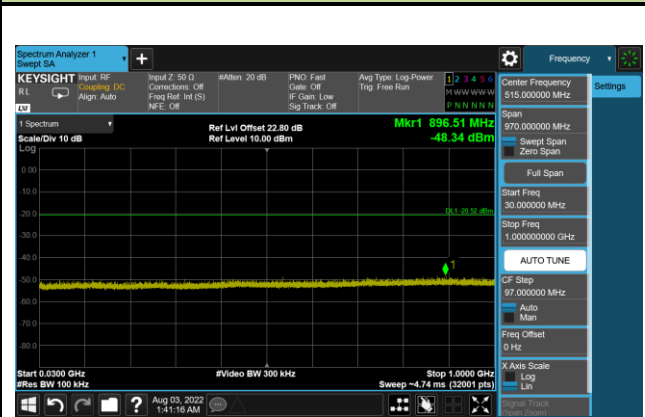 Spectrum Analyzer 1
Swept SA
+
Frequency
KEYSIGHT Input: RF
RL Coupling: DC
Align: Auto
LXI
Input Z: 50 Ω
Corrections: Off
Freq Ref: Int (S)
NFE: Off
#Atten: 20 dB
PNO: Fast
Gate: Off
IF Gain: Low
Sig Track: Off
Avg Type: Log-Power
Trig: Free Run
1 2 3 4 5 6
M W W W W W
P N N N N N
Center Frequency
515.000000 MHz
Settings
1 Spectrum
Scale/Div 10 dB
Ref Lvl Offset 22.80 dB
Ref Level 10.00 dBm
Mkr1 896.51 MHz
-48.34 dBm
Span
970.000000 MHz
Swept Span
Zero Span
Full Span
Start Freq
30.000000 MHz
Stop Freq
1.000000000 GHz
AUTO TUNE
CF Step
97.000000 MHz
Auto
Man
Freq Offset
0 Hz
X Axis Scale
Log
Lin
Signal Track
(Span Zoom)
Log
0.00
-10.0
-20.0
DL1 -20.52 dBm
-30.0
-40.0
1
-50.0
-60.0
-70.0
-80.0
Start 0.0300 GHz
#Res BW 100 kHz
#Video BW 300 kHz
Stop 1.0000 GHz
Sweep ~4.74 ms (32001 pts)
?
Aug 03, 2022
1:41:16 AM